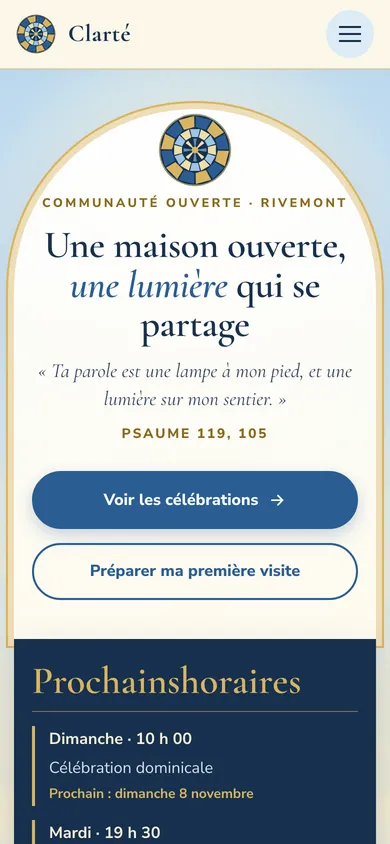 Clarté
COMMUNAUTÉ OUVERTE · RIVEMONT
Une maison ouverte,
une lumière qui se
partage
« Ta parole est une lampe à mon pied, et une
lumière sur mon sentier. »
PSAUME 119, 105
Voir les célébrations →
Préparer ma première visite
Prochainshoraires
Dimanche · 10 h 00
Célébration dominicale
Prochain : dimanche 8 novembre
Mardi · 19 h 30